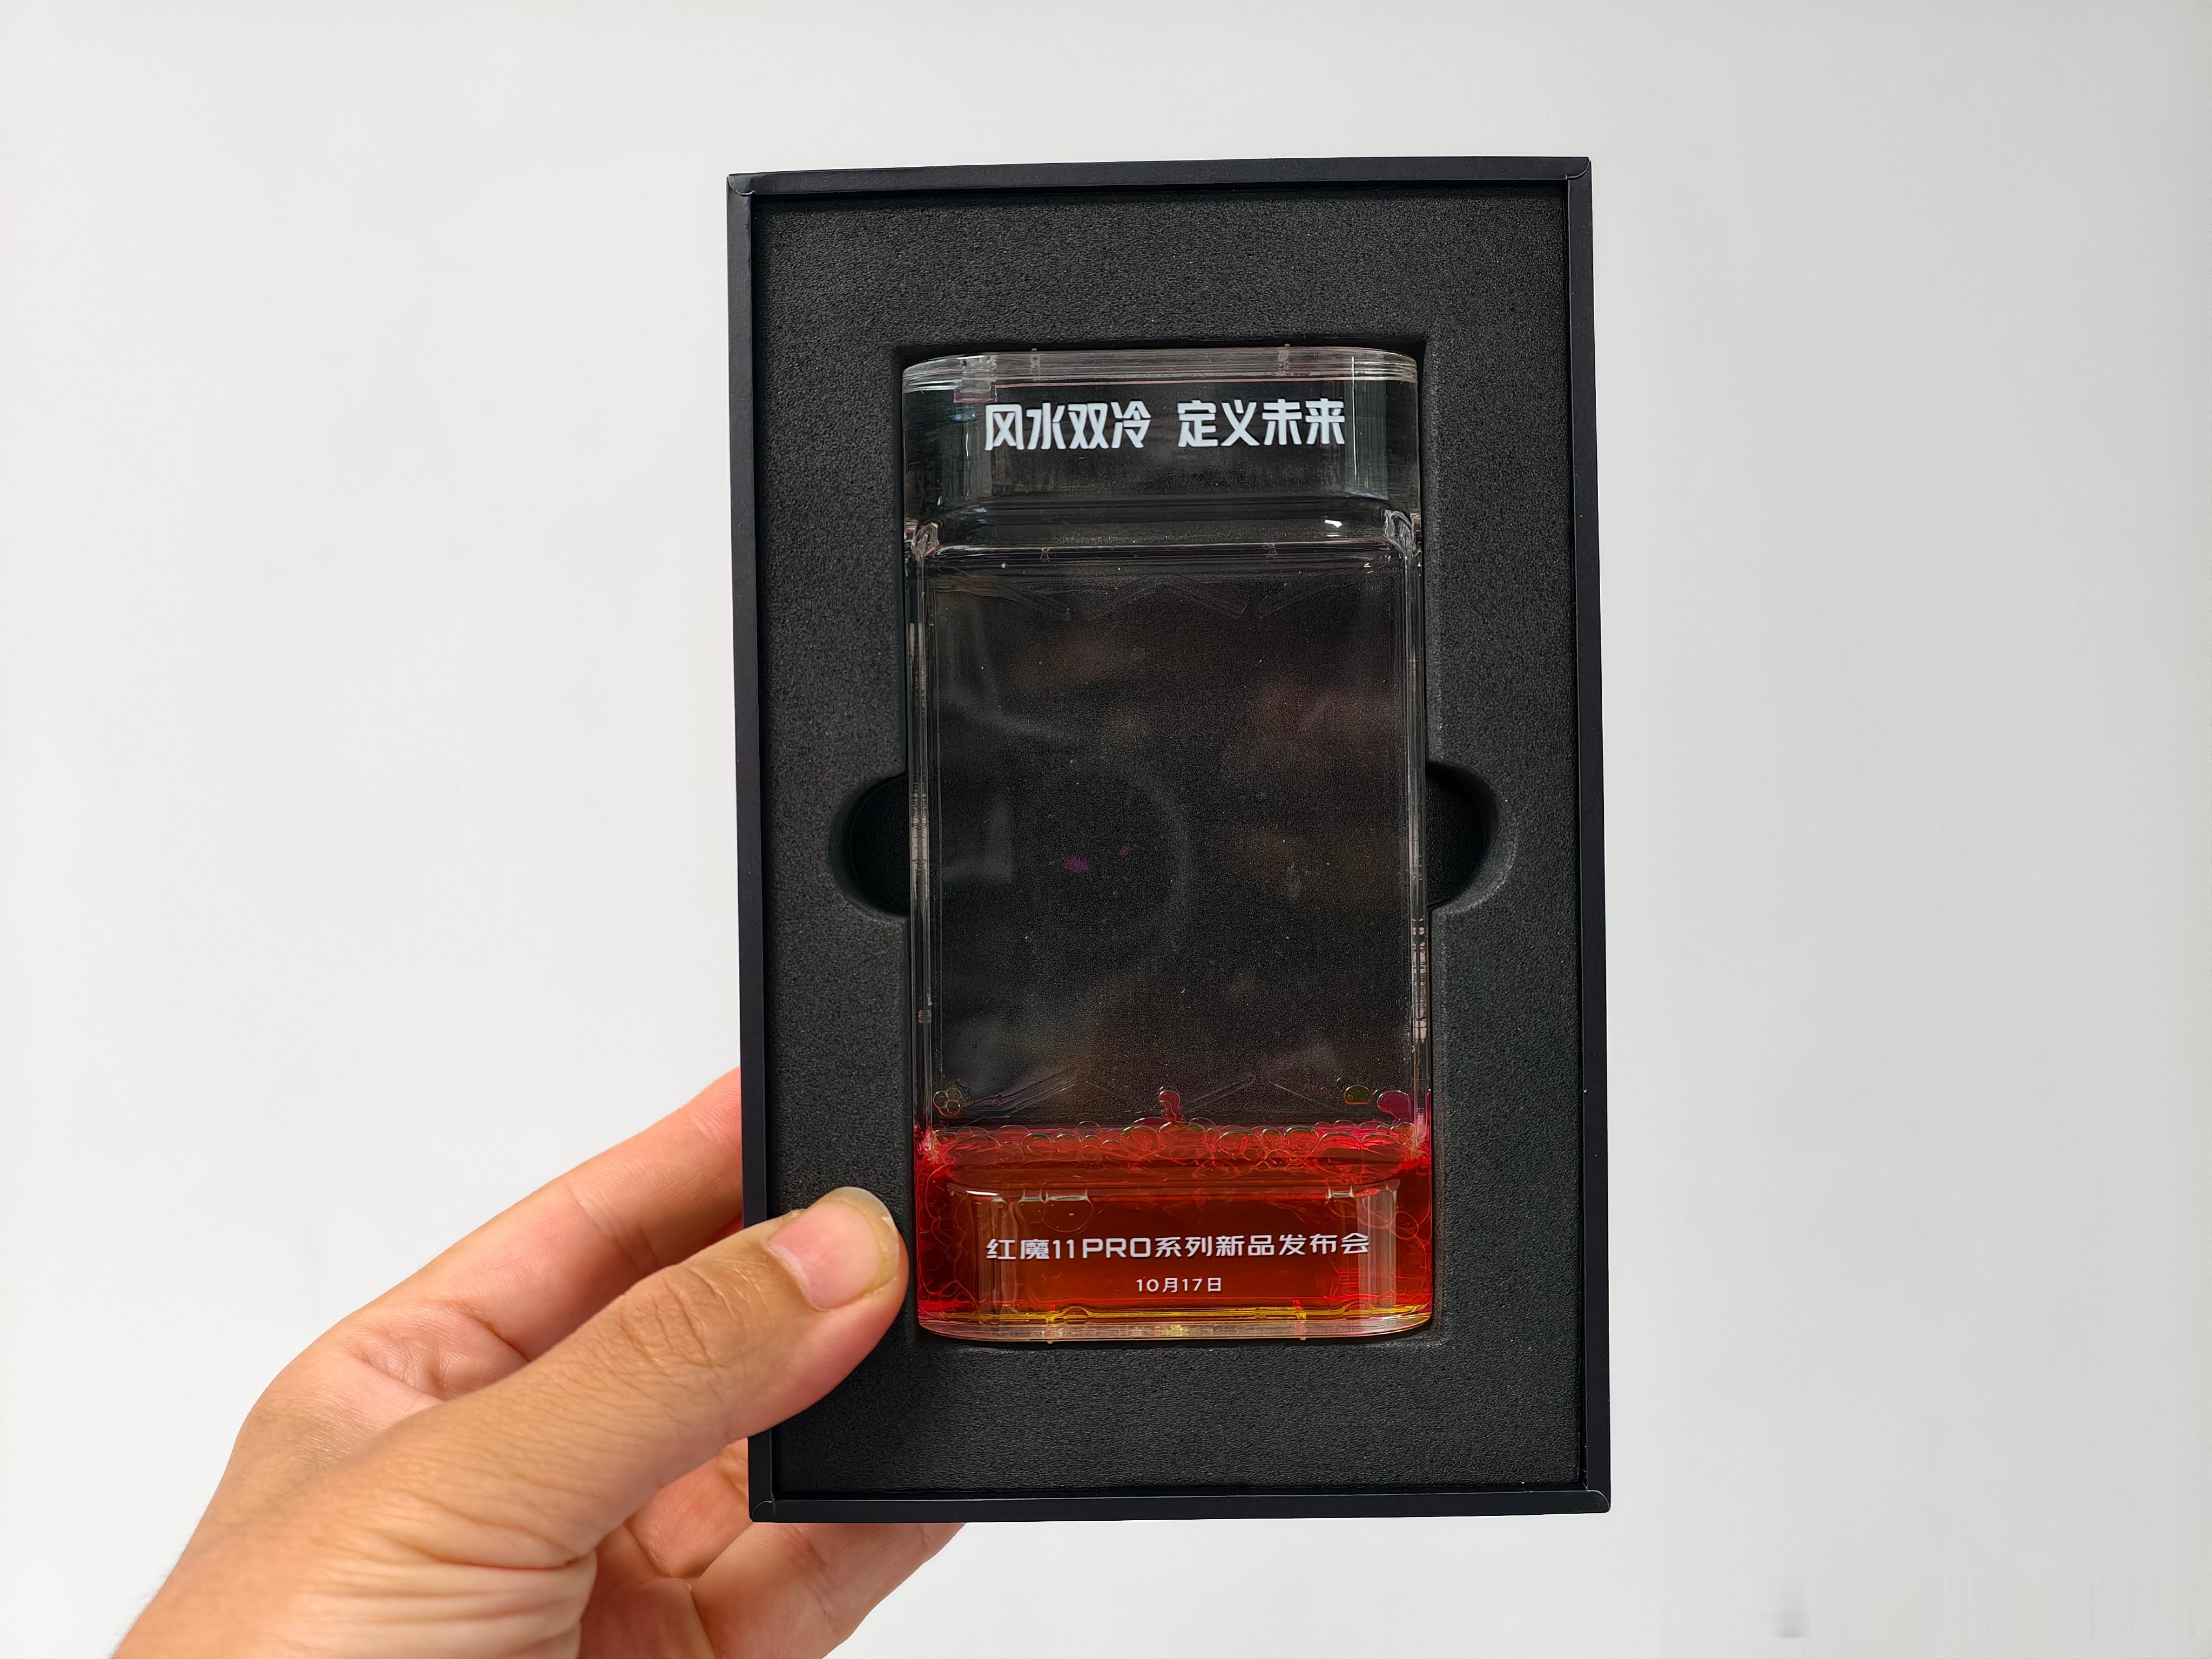 风水双冷 定义未来
红魔11PRO系列新品发布会
10月17日